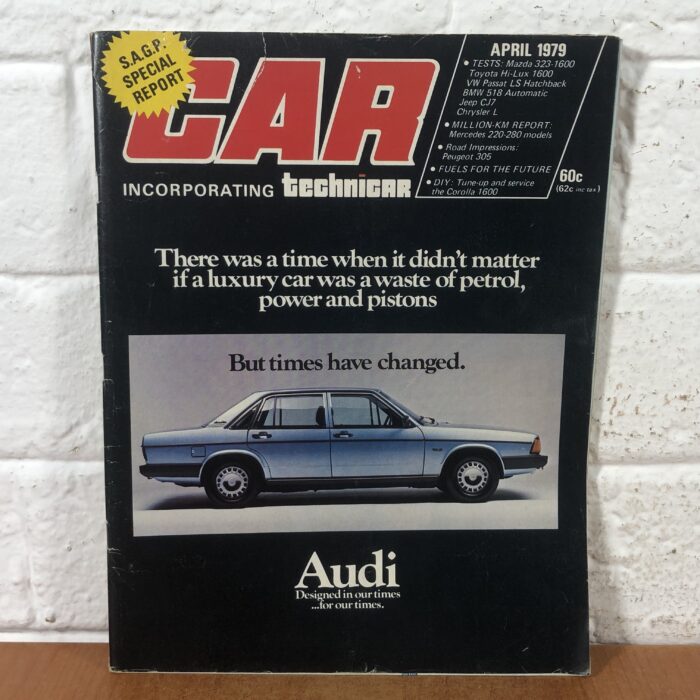 S.A.G.P.
SPECIAL
REPORT
CAR
INCORPORATING technicar
APRIL 1979
• TESTS: Mazda 323-1600
Toyota Hi-Lux 1600
VW Passat LS Hatchback
BMW 518 Automatic
Jeep CJ7
Chrysler L
• MILLION-KM REPORT:
Mercedes 220-280 models
• Road Impressions:
Peugeot 305
• FUELS FOR THE FUTURE
• DIY: Tune-up and service
the Corolla 1600
60c
(62c inc tax)
There was a time when it didn't matter
if a luxury car was a waste of petrol,
power and pistons
But times have changed.
Audi
Designed in our times
...for our times.